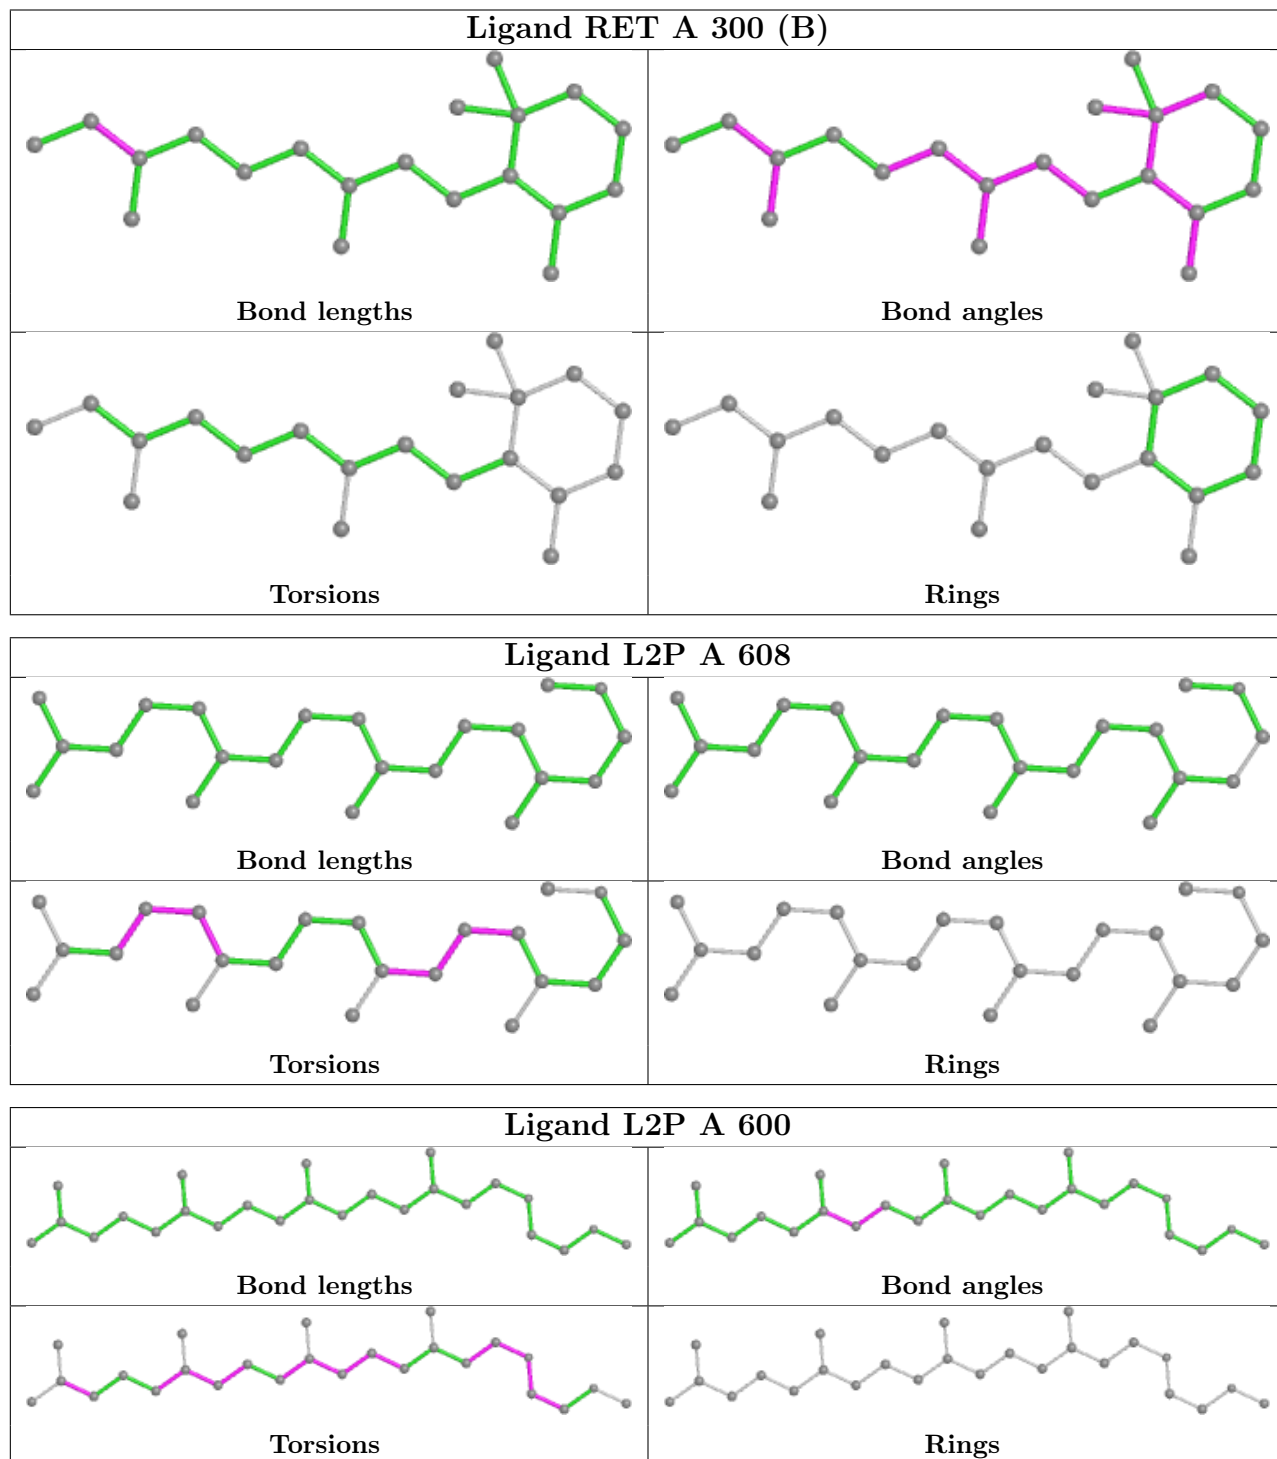 Ligand RET A 300 (B)
Bond lengths
Bond angles
Torsions
Rings
Ligand L2P A 608
Bond lengths
Bond angles
Torsions
Rings
Ligand L2P A 600
Bond lengths
Bond angles
Torsions
Rings